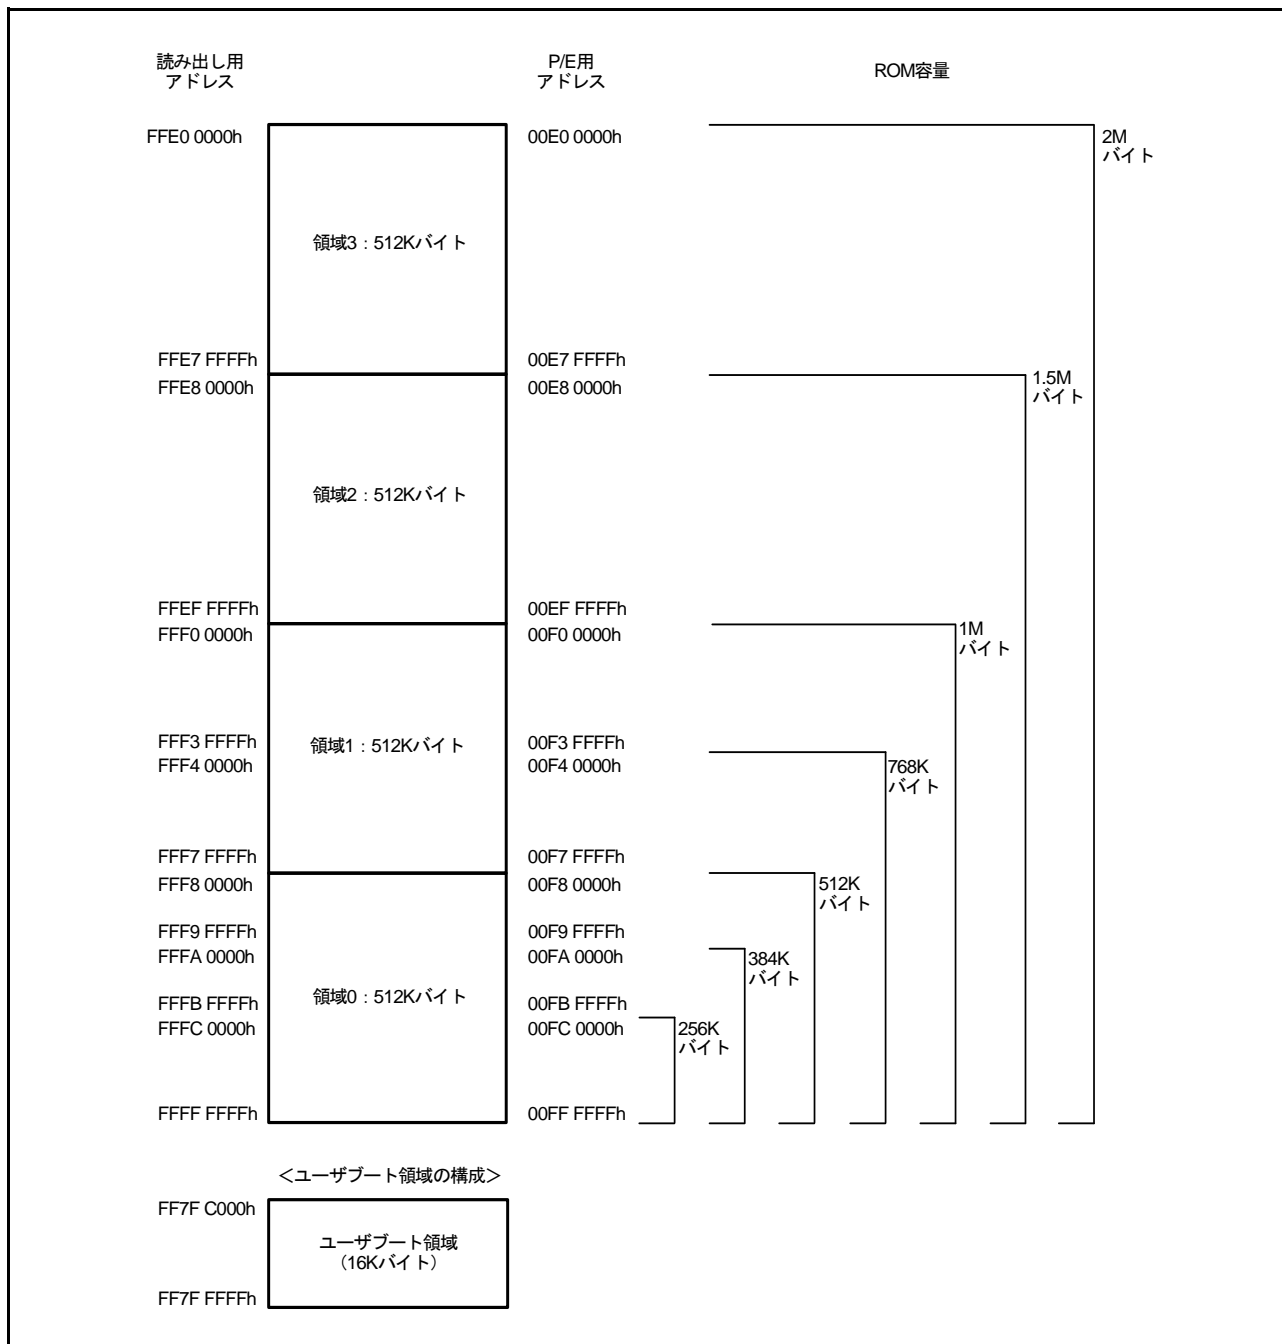 読み出し用
アドレス
P/E用
アドレス
ROM容量
FFE0 0000h
00E0 0000h
2M
バイト
領域3：512Kバイト
FFE7 FFFFh
00E7 FFFFh
FFE8 0000h
00E8 0000h
1.5M
バイト
領域2：512Kバイト
FFEF FFFFh
00EF FFFFh
FFF0 0000h
00F0 0000h
1M
バイト
FFF3 FFFFh
領域1：512Kバイト
00F3 FFFFh
FFF4 0000h
00F4 0000h
768K
バイト
FFF7 FFFFh
00F7 FFFFh
FFF8 0000h
00F8 0000h
512K
バイト
FFF9 FFFFh
00F9 FFFFh
FFFA 0000h
00FA 0000h
384K
バイト
領域0：512Kバイト
FFFB FFFFh
00FB FFFFh
FFFC 0000h
00FC 0000h
256K
バイト
FFFF FFFFh
00FF FFFFh
＜ユーザブート領域の構成＞
FF7F C000h
ユーザブート領域
（16Kバイト）
FF7F FFFFh